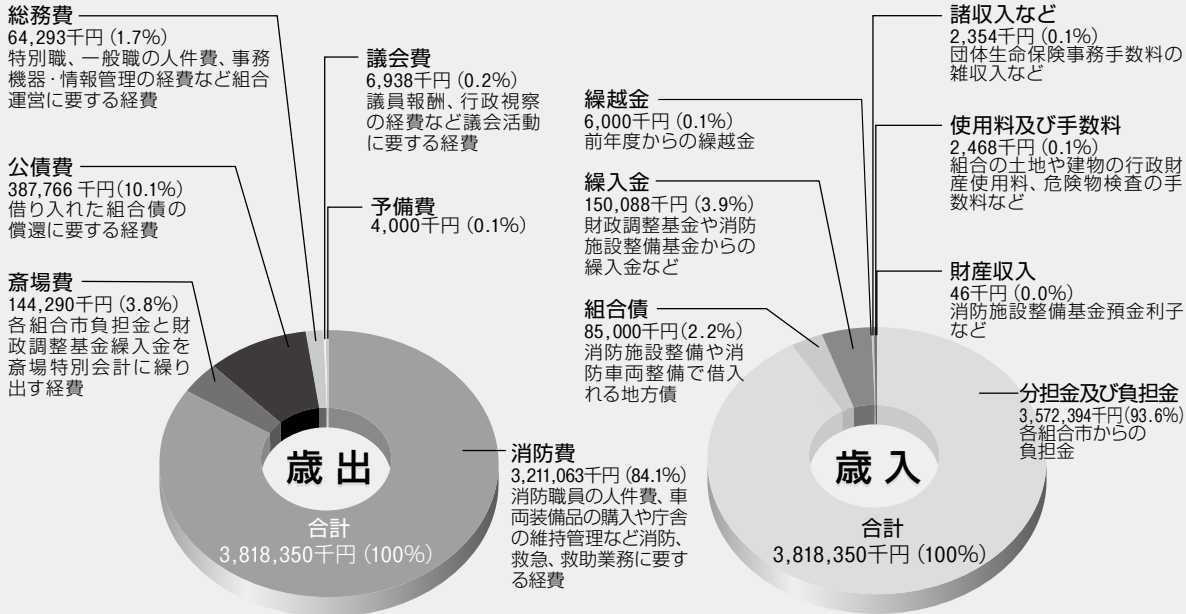 総務費
64,293千円(1.7%)
特別職、一般職の人件費、事務
機器・情報管理の経費など組合
運営に要する経費
公債費
387,766 千円(10.1%)
借り入れた組合債の
償還に要する経費
斎場費
144,290千円(3.8%)
各組合市負担金と財
政調整基金繰入金を
斎場特別会計に繰り
出す経費
議会費
6,938千円(0.2%)
議員報酬、行政視察
の経費など議会活動
に要する経費
予備費
4,000千円(0.1%)
消防費
3,211,063千円(84.1%)
消防職員の人件費、車
両装備品の購入や庁舎
の維持管理など消防、
救急、救助業務に要す
る経費
歳出
合計
3,818,350千円(100%)
繰越金
6,000千円(0.1%)
前年度からの繰越金
繰入金
150,088千円(3.9%)
財政調整基金や消防
施設整備基金からの
繰入金など
組合債
85,000千円(2.2%)
消防施設整備や消
防車両整備で借入
れる地方債
諸収入など
2,354千円(0.1%)
団体生命保険事務手数料の
雑収入など
使用料及び手数料
2,468千円(0.1%)
組合の土地や建物の行政財
産使用料、危険物検査の手
数料など
財産収入
46千円(0.0%)
消防施設整備基金預金利子
など
分担金及び負担金
3,572,394千円(93.6%)
各組合市からの
負担金
歳入
合計
3,818,350千円(100%)